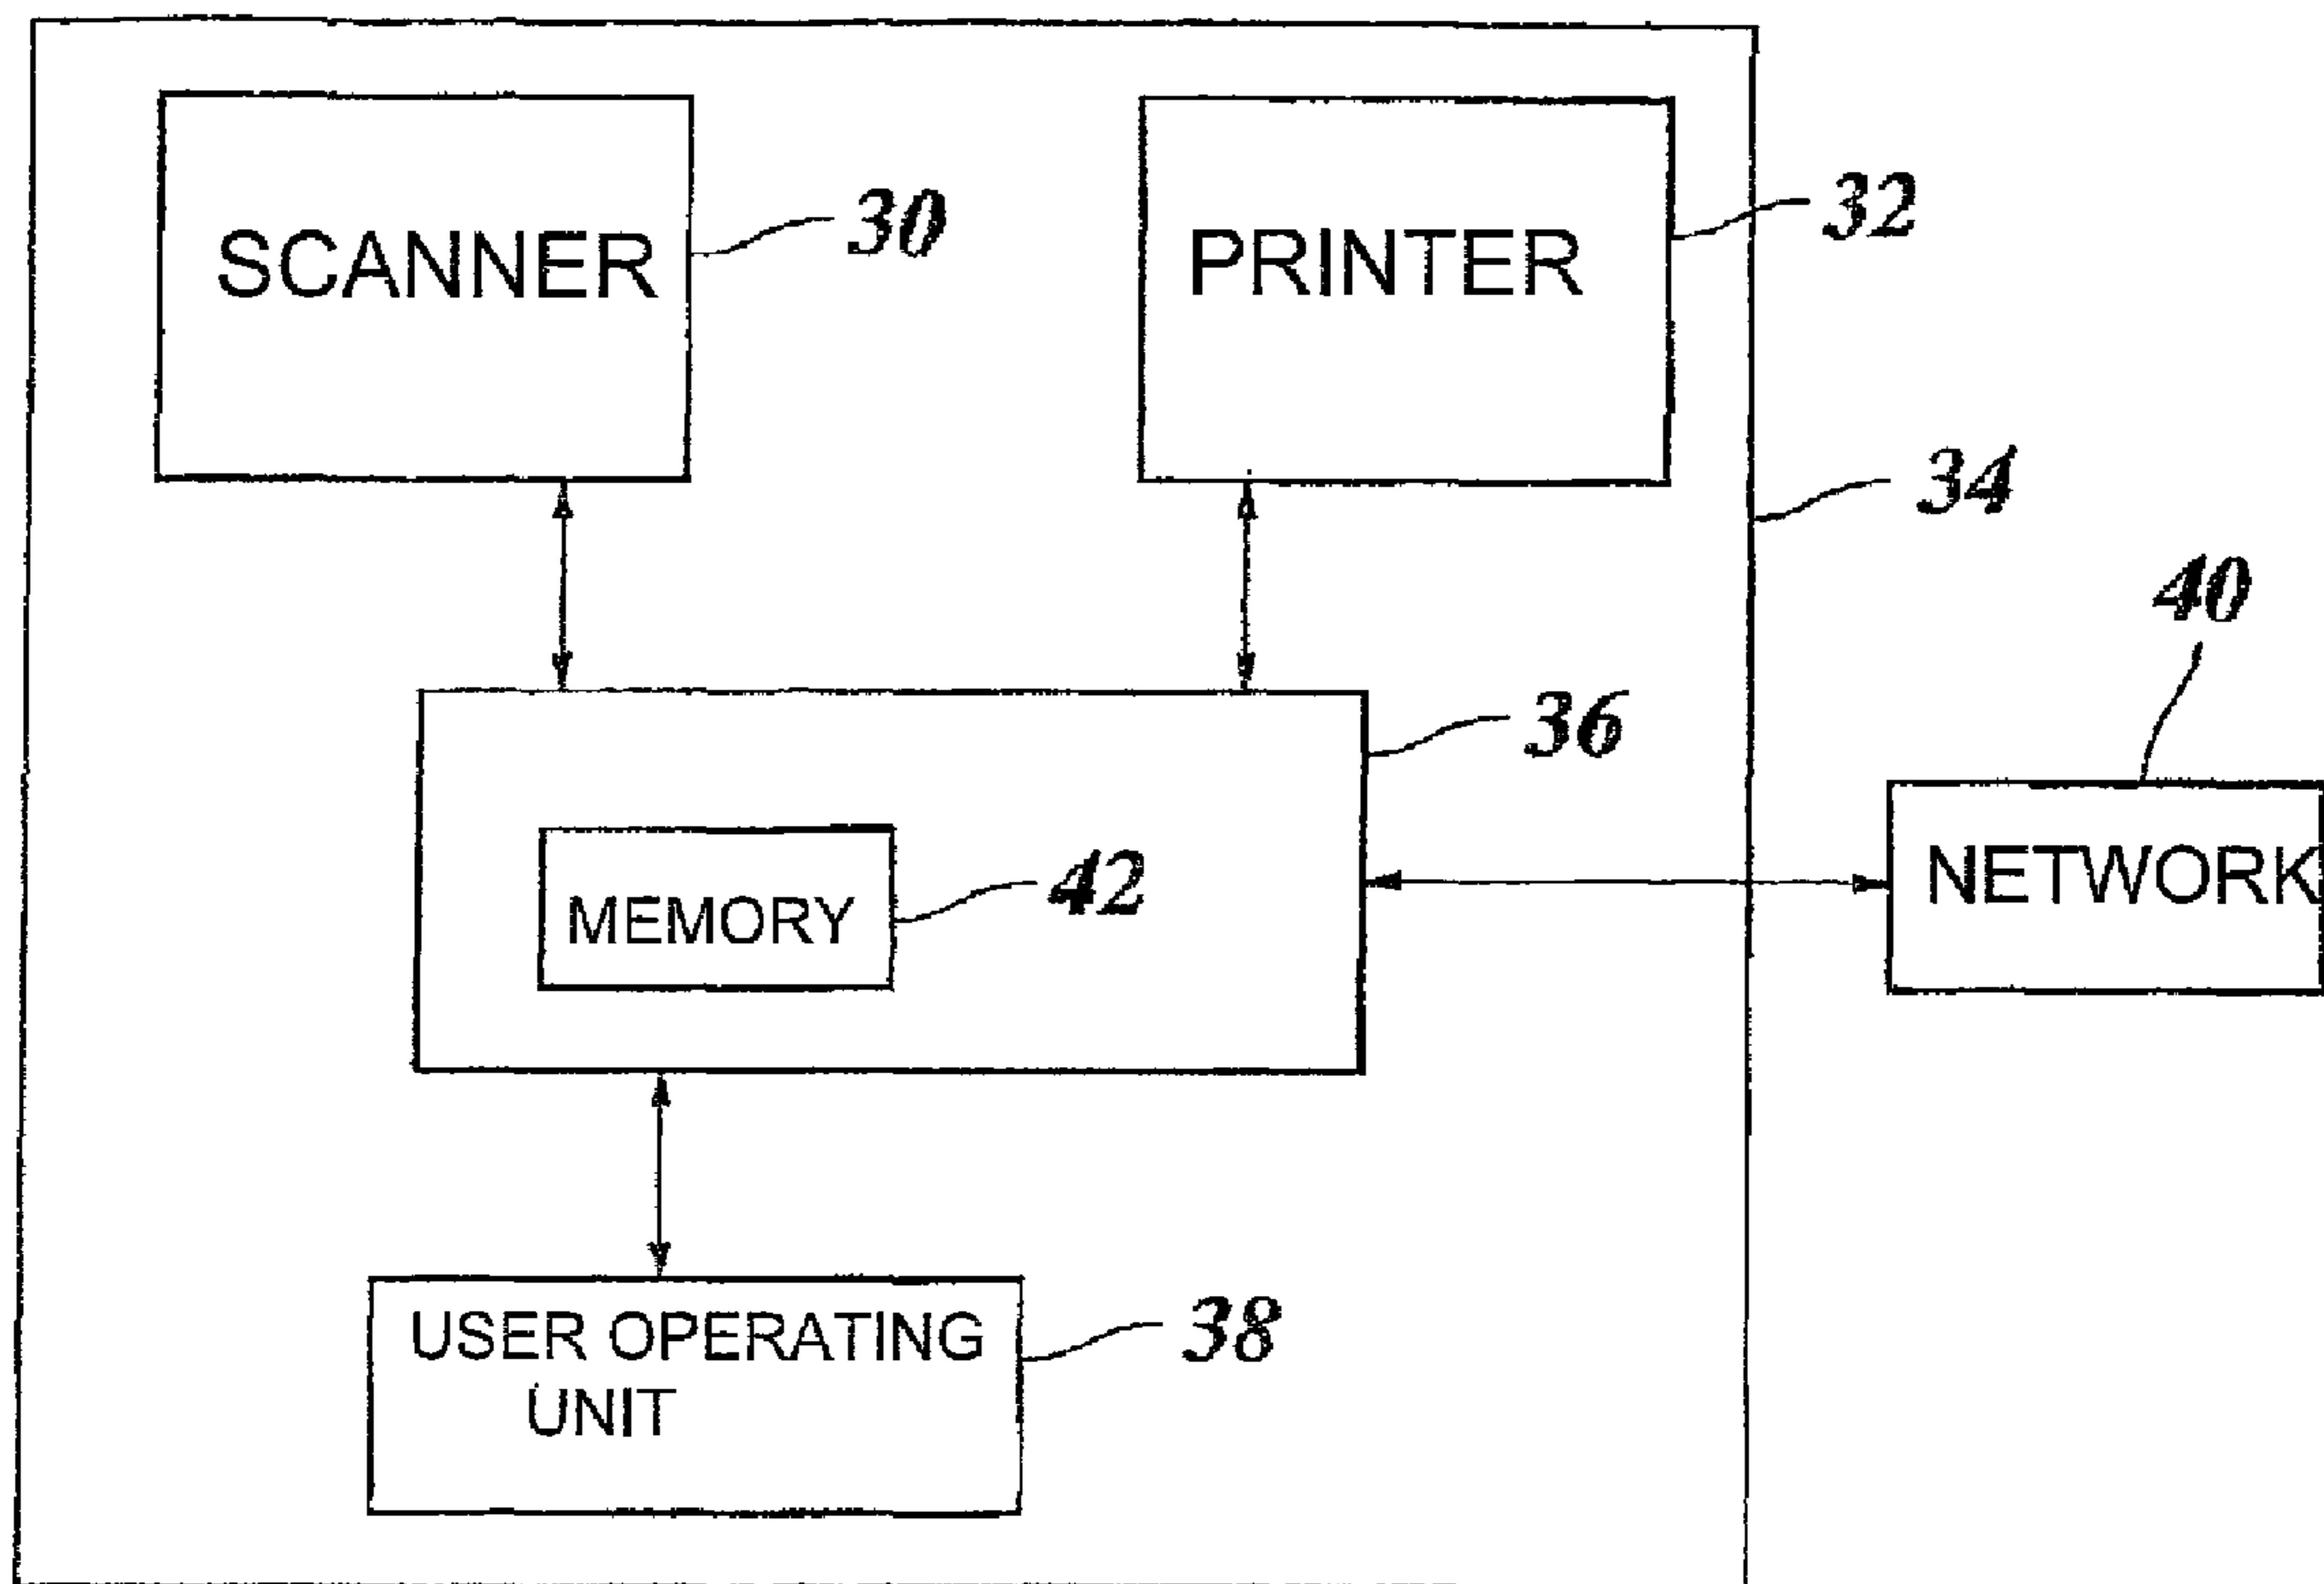 SCANNER
30
PRINTER
32
34
40
36
NETWORK
MEMORY
42
USER OPERATING
UNIT
38